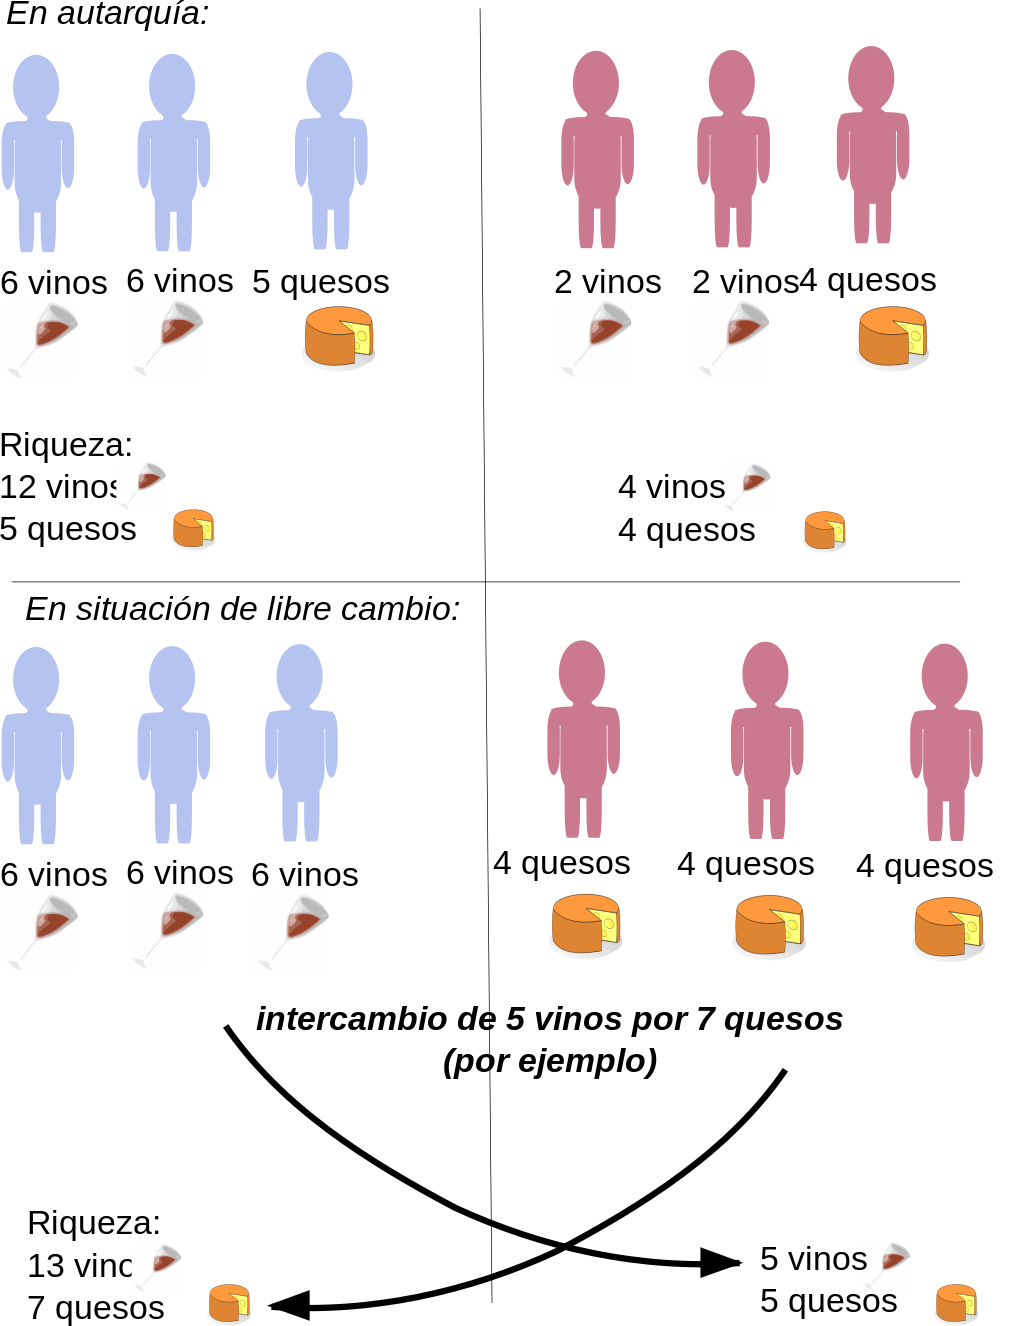 En autarquía:
6 vinos
6 vinos
5 quesos
2 vinos
2 vinos
4 quesos
Riqueza:
12 vinos
5 quesos
4 vinos
4 quesos
En situación de libre cambio:
6 vinos
6 vinos
6 vinos
4 quesos
4 quesos
4 quesos
intercambio de 5 vinos por 7 quesos
(por ejemplo)
Riqueza:
13 vino
7 quesos
5 vinos
5 quesos